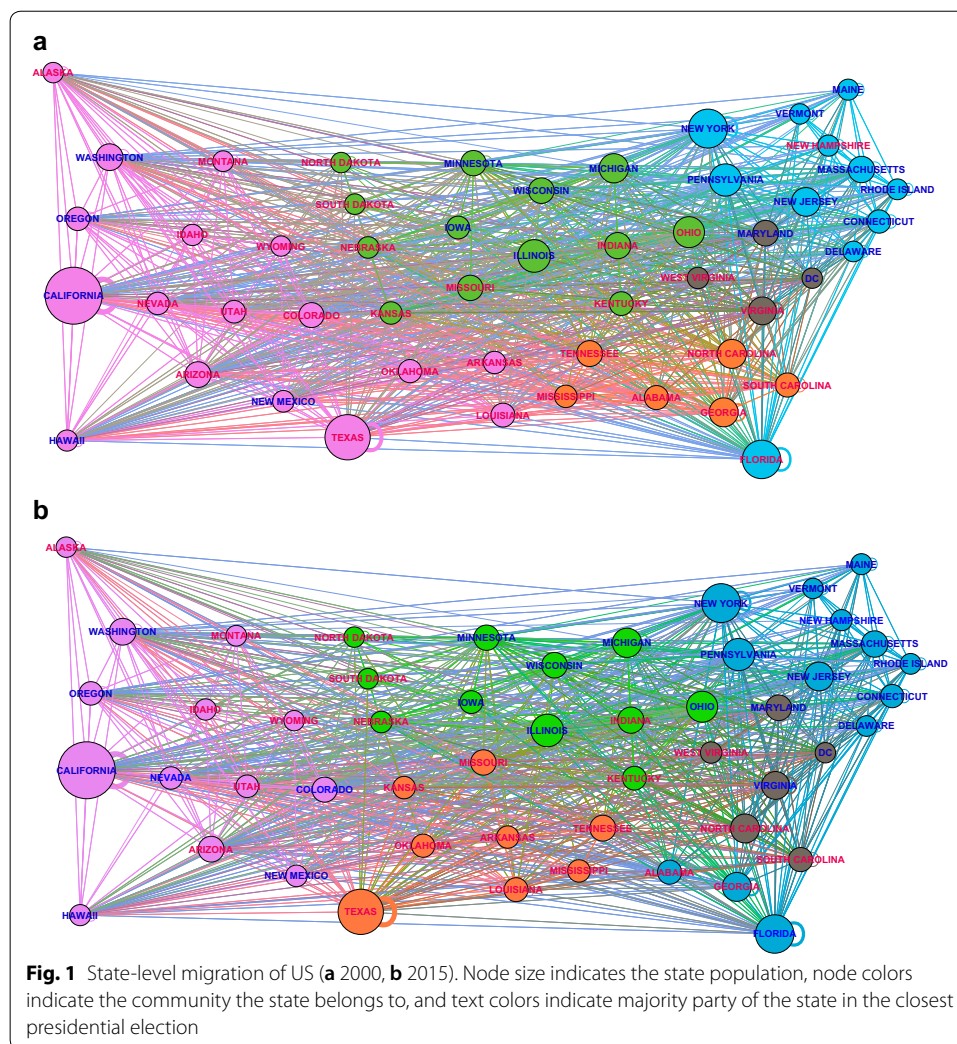 a
ALASKA
MAINE
VERMONT
NEW YORK
NEW HAMPSHIRE
WASHINGTON
MONTANA
NORTH DAKOTA
MINNESOTA
MICHIGAN
MASSACHUSETTS
WISCONSIN
PENNSYLVANIA
RHODE ISLAND
SOUTH DAKOTA
NEW JERSEY
OREGON
IOWA
CONNECTICUT
IDAHO
WYOMING
NEBRASKA
ILLINOIS
INDIANA
OHIO
MARYLAND
DELAWARE
MISSOURI
WEST VIRGINIA
DC
CALIFORNIA
NEVADA
UTAH
COLORADO
KANSAS
KENTUCKY
VIRGINIA
TENNESSEE
NORTH CAROLINA
ARIZONA
OKLAHOMA
ARKANSAS
SOUTH CAROLINA
NEW MEXICO
MISSISSIPPI
ALABAMA
GEORGIA
HAWAII
TEXAS
LOUISIANA
FLORIDA
b
ALASKA
MAINE
VERMONT
NEW YORK
NEW HAMPSHIRE
WASHINGTON
MONTANA
NORTH DAKOTA
MINNESOTA
MICHIGAN
MASSACHUSETTS
WISCONSIN
PENNSYLVANIA
RHODE ISLAND
SOUTH DAKOTA
NEW JERSEY
OREGON
IOWA
CONNECTICUT
IDAHO
WYOMING
NEBRASKA
ILLINOIS
INDIANA
OHIO
MARYLAND
DELAWARE
MISSOURI
WEST VIRGINIA
DC
CALIFORNIA
NEVADA
UTAH
COLORADO
KANSAS
KENTUCKY
VIRGINIA
TENNESSEE
NORTH CAROLINA
ARIZONA
OKLAHOMA
ARKANSAS
SOUTH CAROLINA
NEW MEXICO
MISSISSIPPI
ALABAMA
GEORGIA
HAWAII
TEXAS
LOUISIANA
FLORIDA
Fig. 1 State-level migration of US (a 2000, b 2015). Node size indicates the state population, node colors
indicate the community the state belongs to, and text colors indicate majority party of the state in the closest
presidential election